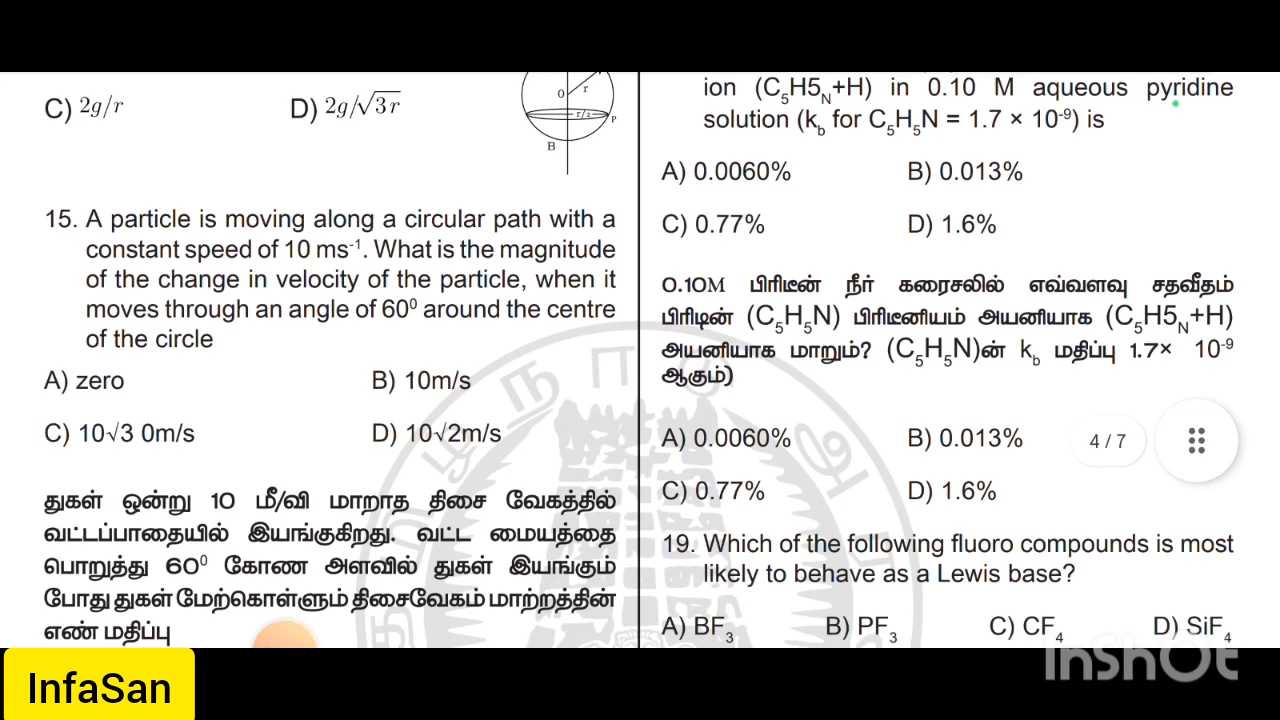 C) 2g/r D) 2g/√3r
O r
r/2 P
B
15. A particle is moving along a circular path with a
constant speed of 10 ms⁻¹. What is the magnitude
of the change in velocity of the particle, when it
moves through an angle of 60⁰ around the centre
of the circle
A) zero B) 10m/s
C) 10√3 0m/s D) 10√2m/s
துகள் ஒன்று 10 மீ/வி மாறாத திசை வேகத்தில்
வட்டப்பாதையில் இயங்குகிறது. வட்ட மையத்தை
பொறுத்து 60⁰ கோண அளவில் துகள் இயங்கும்
போது துகள் மேற்கொள்ளும் திசைவேகம் மாற்றத்தின்
எண் மதிப்பு
ion (C₅H5ɴ+H) in 0.10 M aqueous pyridine
solution (k_b for C₅H₅N = 1.7 × 10⁻⁹) is
A) 0.0060% B) 0.013%
C) 0.77% D) 1.6%
0.10M பிரிடீன் நீர் கரைசலில் எவ்வளவு சதவீதம்
பிரிடின் (C₅H₅N) பிரிடீனியம் அயனியாக (C₅H5ɴ+H)
அயனியாக மாறும்? (C₅H₅N)ன் k_b மதிப்பு 1.7× 10⁻⁹
ஆகும்)
A) 0.0060% B) 0.013%
C) 0.77% D) 1.6%
4 / 7
19. Which of the following fluoro compounds is most
likely to behave as a Lewis base?
A) BF₃ B) PF₃ C) CF₄ D) SiF₄
InShOt
InfaSan